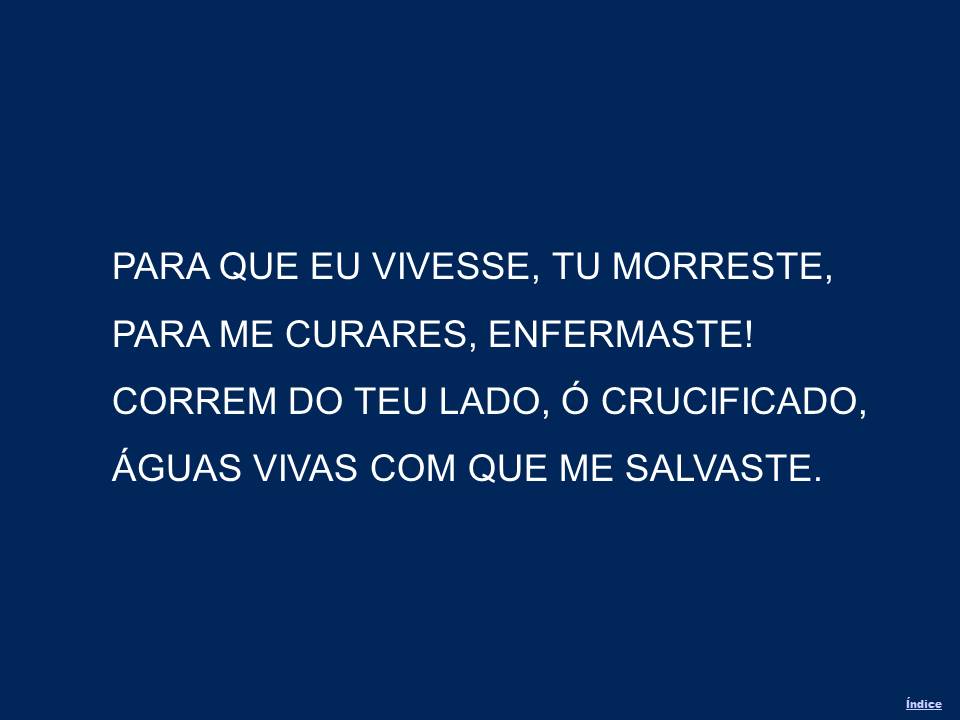 PARA QUE EU VIVESSE, TU MORRESTE,
PARA ME CURARES, ENFERMASTE!
CORREM DO TEU LADO, Ó CRUCIFICADO,
ÁGUAS VIVAS COM QUE ME SALVASTE.
Índice